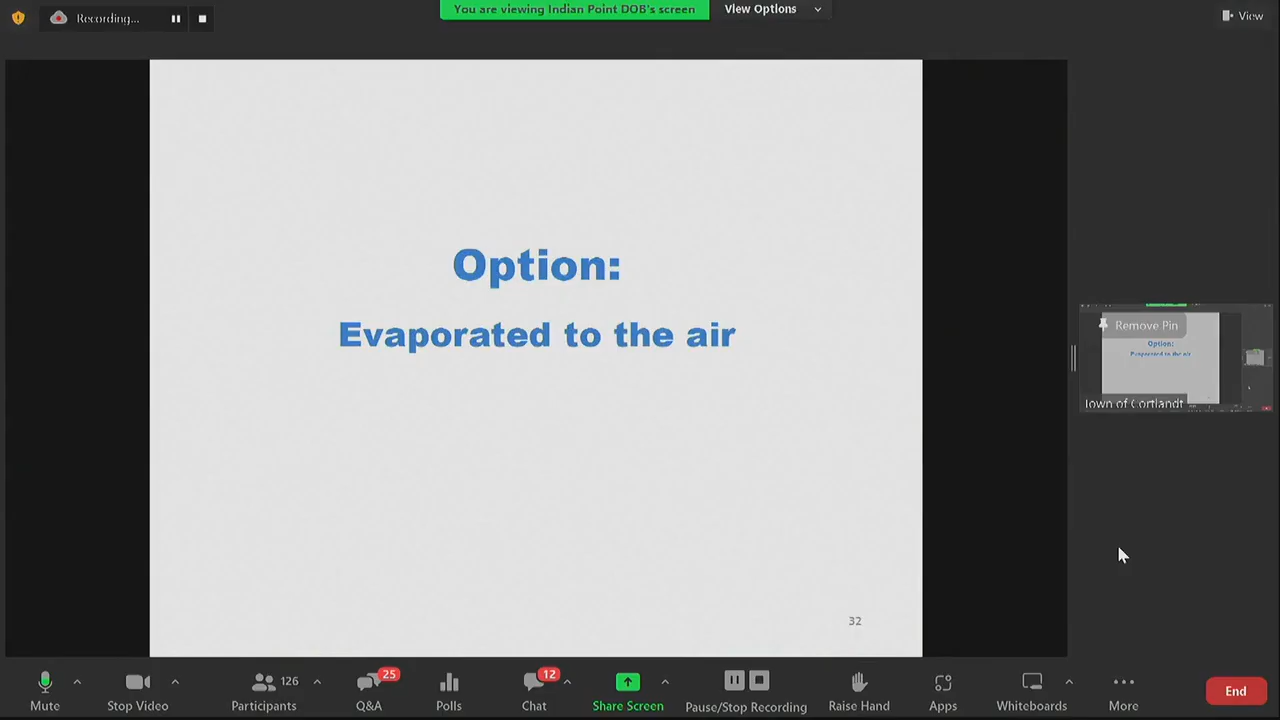 Recording...
You are viewing Indian Point DOB's screen
View Options
View
Option:
Evaporated to the air
32
Remove Pin
Option:
Evaporated to the air
Town of Cortlandt
Mute
Stop Video
126
Participants
25
Q&A
Polls
12
Chat
Share Screen
Pause/Stop Recording
Raise Hand
Apps
Whiteboards
More
End